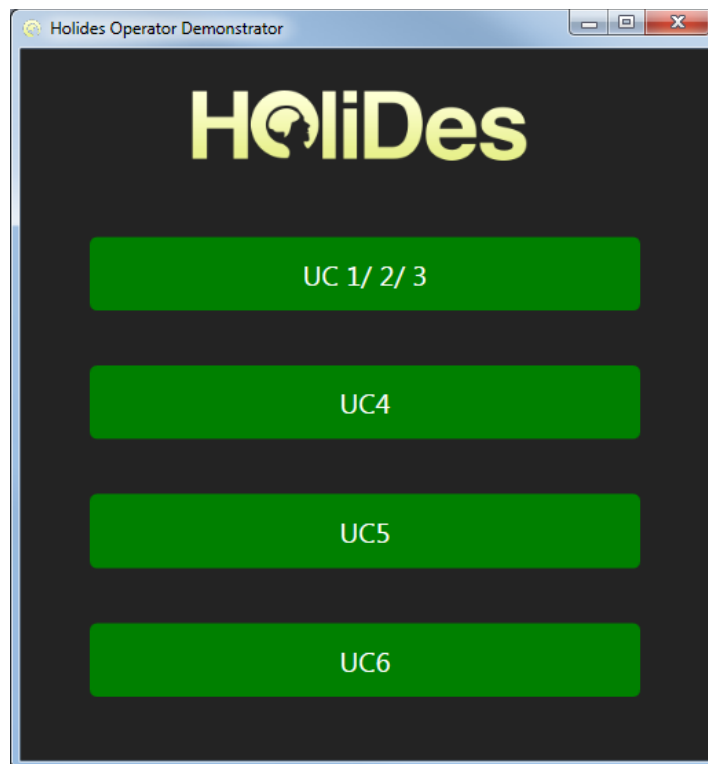 Holides Operator Demonstrator
HoliDes
UC 1/ 2/ 3
UC4
UC5
UC6